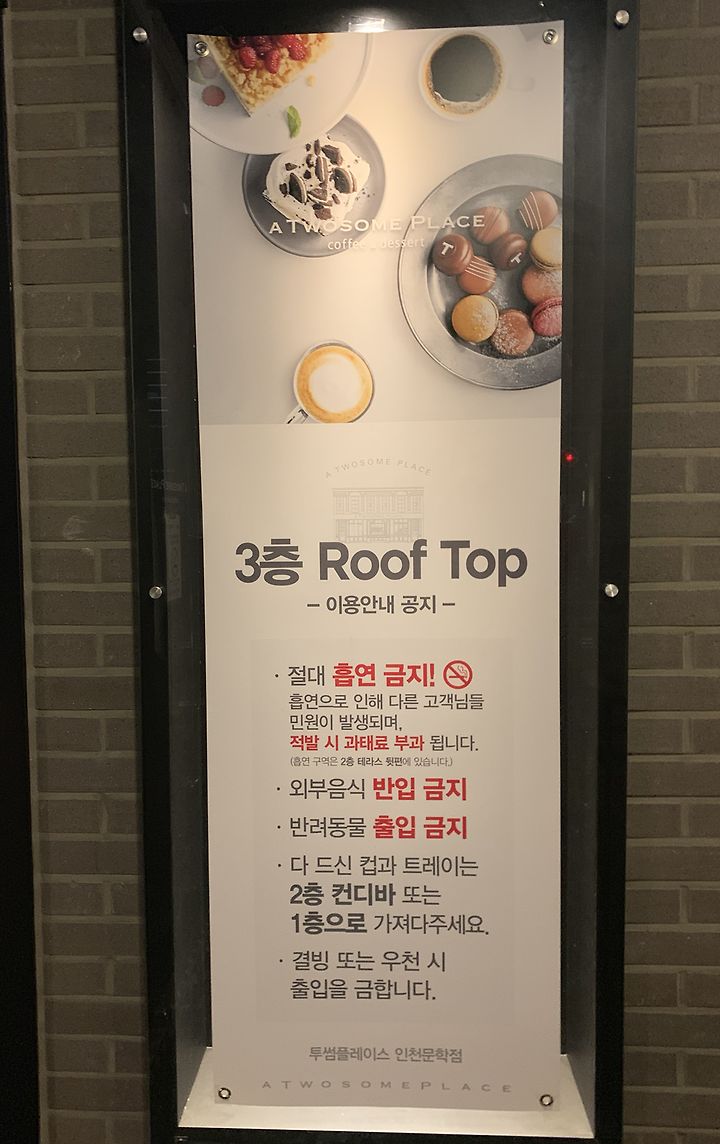 A TWOSOME PLACE
coffee & dessert
A TWOSOME PLACE
3층 Roof Top
– 이용안내 공지 –
· 절대 흡연 금지!
흡연으로 인해 다른 고객님들
민원이 발생되며,
적발 시 과태료 부과 됩니다.
(흡연 구역은 2층 테라스 뒷편에 있습니다.)
· 외부음식 반입 금지
· 반려동물 출입 금지
· 다 드신 컵과 트레이는
2층 컨디바 또는
1층으로 가져다주세요.
· 결빙 또는 우천 시
출입을 금합니다.
투썸플레이스 인천문학점
A TWOSOME PLACE